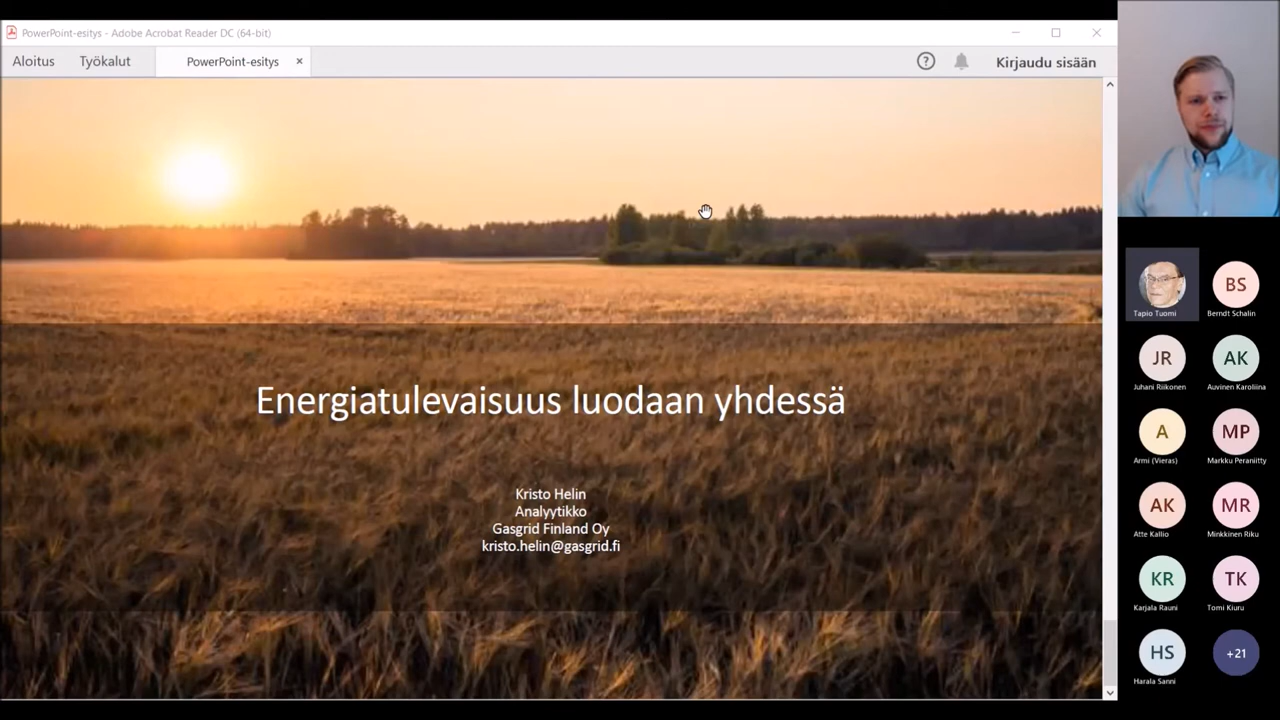 PowerPoint-esitys - Adobe Acrobat Reader DC (64-bit)
Aloitus
Työkalut
PowerPoint-esitys
Kirjaudu sisään
Energiatulevaisuus luodaan yhdessä
Kristo Helin
Analyytikko
Gasgrid Finland Oy
kristo.helin@gasgrid.fi
Tapio Tuomi
BS
Berndt Schalin
JR
Juhani Riikonen
AK
Auvinen Karoliina
A
Armi (Vieras)
MP
Markku Peraniitty
AK
Atte Kallio
MR
Minkkinen Riku
KR
Karjala Rauni
TK
Tomi Kiuru
HS
Harala Sanni
+21